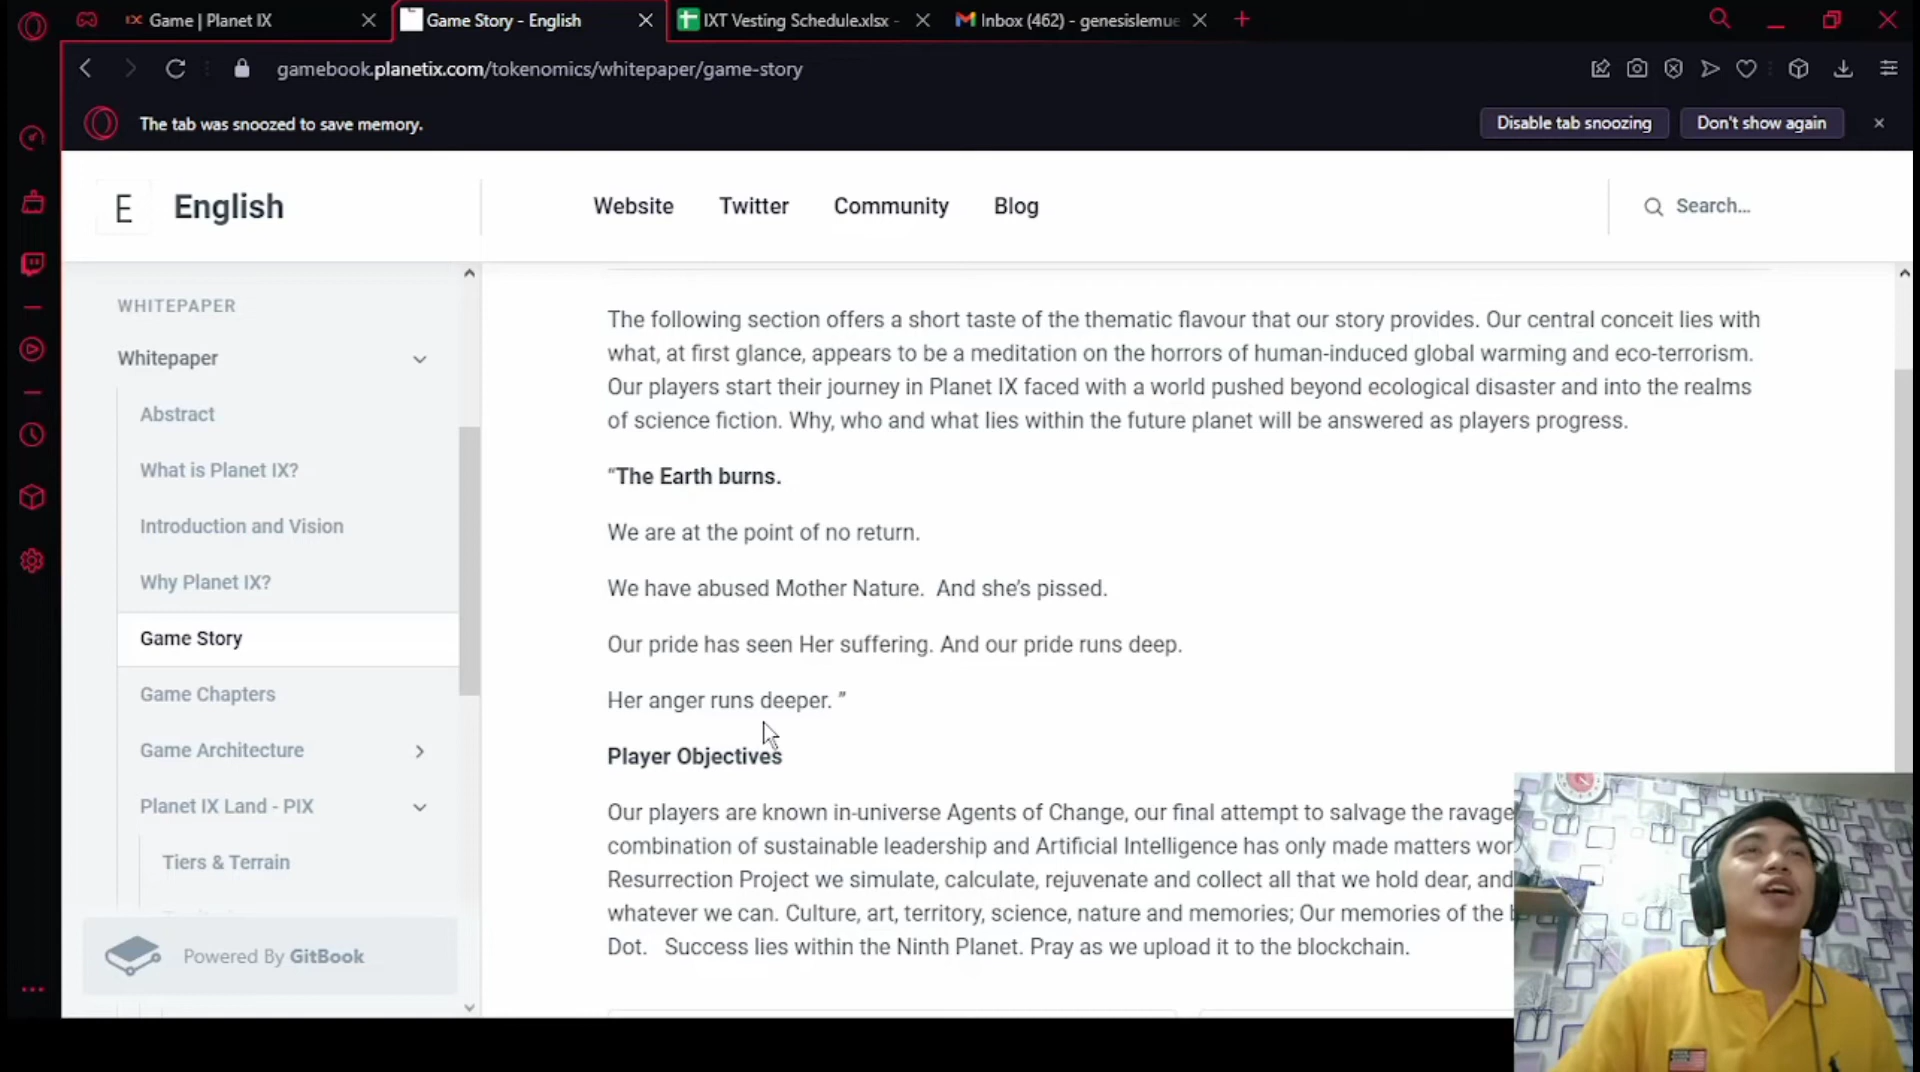 Game | Planet IX
Game Story - English
IXT Vesting Schedule.xlsx -
Inbox (462) - genesislemue
gamebook.planetix.com/tokenomics/whitepaper/game-story
The tab was snoozed to save memory.
Disable tab snoozing
Don't show again
E English
Website
Twitter
Community
Blog
Search...
WHITEPAPER
Whitepaper
Abstract
What is Planet IX?
Introduction and Vision
Why Planet IX?
Game Story
Game Chapters
Game Architecture
Planet IX Land - PIX
Tiers & Terrain
Powered By GitBook
The following section offers a short taste of the thematic flavour that our story provides. Our central conceit lies with
what, at first glance, appears to be a meditation on the horrors of human-induced global warming and eco-terrorism.
Our players start their journey in Planet IX faced with a world pushed beyond ecological disaster and into the realms
of science fiction. Why, who and what lies within the future planet will be answered as players progress.
“The Earth burns.
We are at the point of no return.
We have abused Mother Nature.  And she’s pissed.
Our pride has seen Her suffering. And our pride runs deep.
Her anger runs deeper. ”
Player Objectives
Our players are known in-universe Agents of Change, our final attempt to salvage the ravage
combination of sustainable leadership and Artificial Intelligence has only made matters wor
Resurrection Project we simulate, calculate, rejuvenate and collect all that we hold dear, and
whatever we can. Culture, art, territory, science, nature and memories; Our memories of the
Dot.   Success lies within the Ninth Planet. Pray as we upload it to the blockchain.